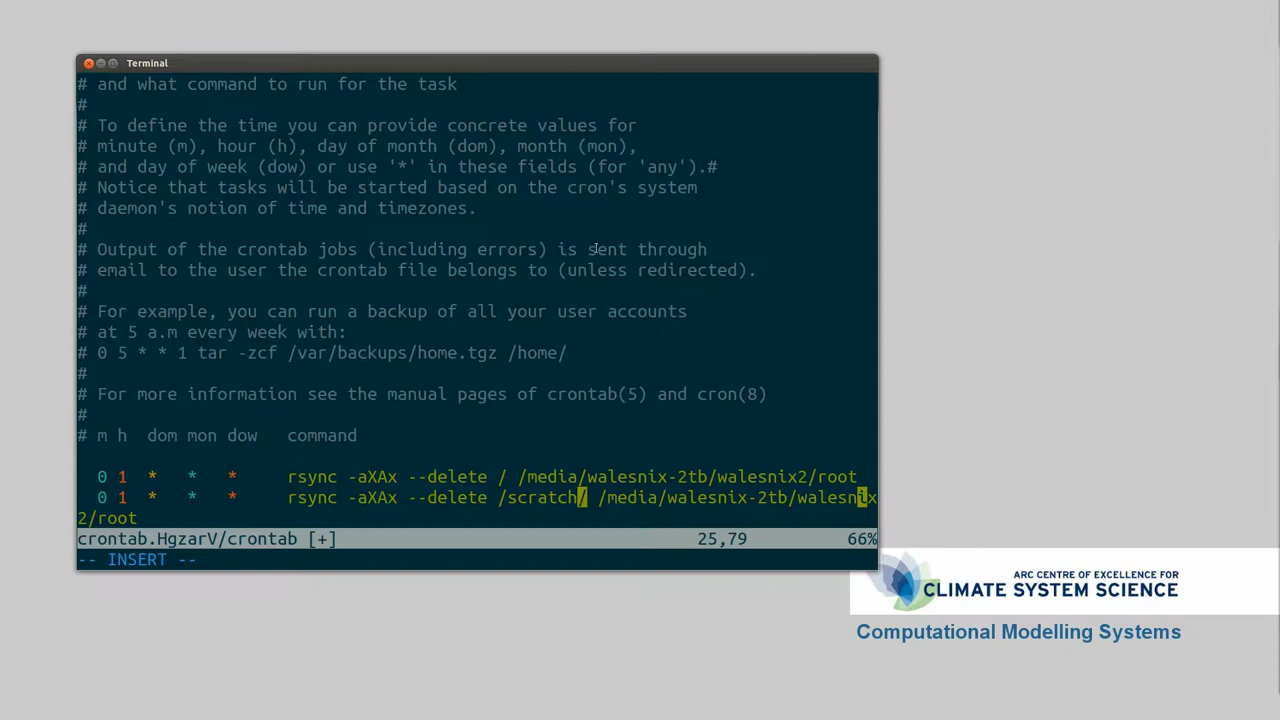 Terminal
# and what command to run for the task
#
# To define the time you can provide concrete values for
# minute (m), hour (h), day of month (dom), month (mon),
# and day of week (dow) or use '*' in these fields (for 'any').#
# Notice that tasks will be started based on the cron's system
# daemon's notion of time and timezones.
#
# Output of the crontab jobs (including errors) is sent through
# email to the user the crontab file belongs to (unless redirected).
#
# For example, you can run a backup of all your user accounts
# at 5 a.m every week with:
# 0 5 * * 1 tar -zcf /var/backups/home.tgz /home/
#
# For more information see the manual pages of crontab(5) and cron(8)
#
# m h  dom mon dow   command
0 1  *   *   *     rsync -aXAx --delete / /media/walesnix-2tb/walesnix2/root
0 1  *   *   *     rsync -aXAx --delete /scratch/ /media/walesnix-2tb/walesnix
2/root
crontab.HgzarV/crontab [+] 25,79 66%
-- INSERT --
ARC CENTRE OF EXCELLENCE FOR
CLIMATE SYSTEM SCIENCE
Computational Modelling Systems